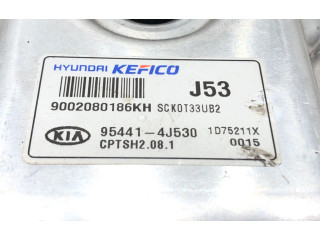 HYUNDAI KEFICO
J53
9002080186KH SCK0T33UB2
KIA 95441-4J530 1D75211X
CPTSH2.08.1 0015